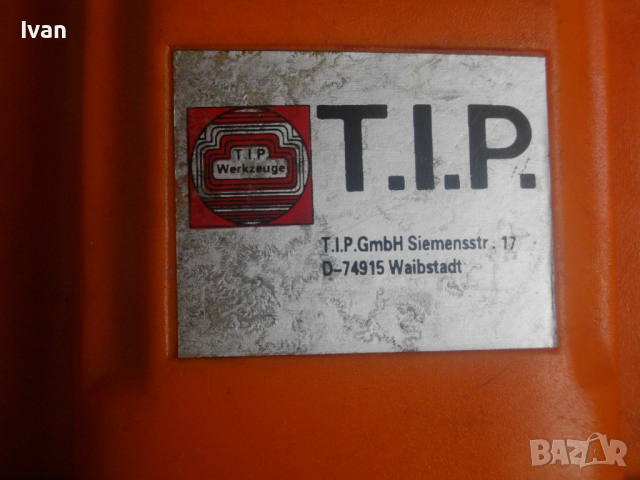 Ivan
T.I.P.
T.I.P
Werkzeuge
T.I.P.GmbH Siemensstr. 17
D-74915 Waibstadt
BAZAR